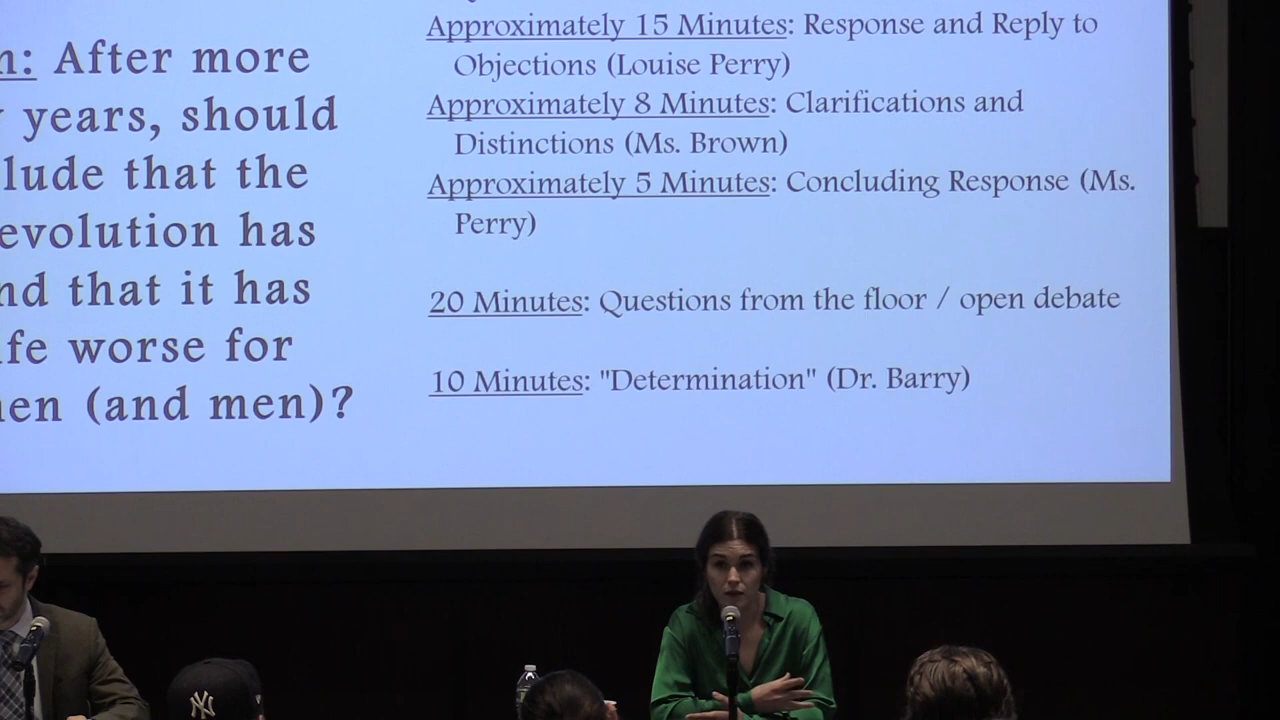 n: After more
years, should
lude that the
evolution has
nd that it has
ife worse for
nen (and men)?
Approximately 15 Minutes: Response and Reply to
Objections (Louise Perry)
Approximately 8 Minutes: Clarifications and
Distinctions (Ms. Brown)
Approximately 5 Minutes: Concluding Response (Ms.
Perry)
20 Minutes: Questions from the floor / open debate
10 Minutes: "Determination" (Dr. Barry)
NY